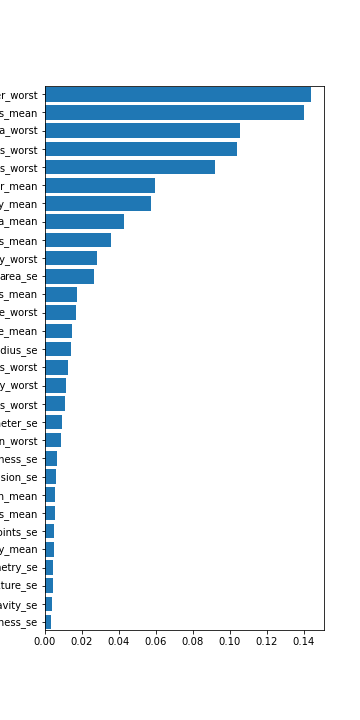 er_worst
s_mean
a_worst
s_worst
s_worst
r_mean
y_mean
a_mean
s_mean
y_worst
area_se
s_mean
e_worst
e_mean
dius_se
s_worst
y_worst
s_worst
neter_se
n_worst
ness_se
sion_se
n_mean
s_mean
oints_se
y_mean
netry_se
ture_se
avity_se
ness_se
0.00 0.02 0.04 0.06 0.08 0.10 0.12 0.14